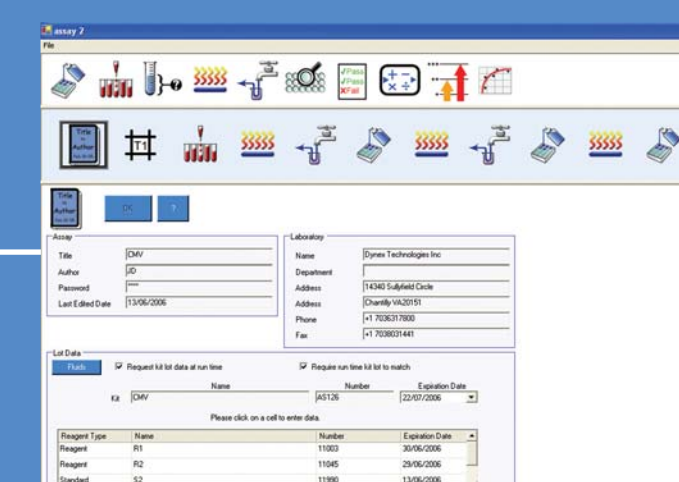 assay 2
File
Pass
Pass
Fail
Title
Author
T1
Title
Author
OK ?
Assay
Title CMV
Author JD
Password ****
Last Edited Date 13/06/2006
Laboratory
Name Dynex Technologies Inc
Department
Address 14340 Sullyfield Circle
Address Chantilly VA20151
Phone +1 7036317800
Fax +1 7038031441
Lot Data
Fluids Request kit lot data at run time Require run time kit lot to match
Name Number Expiration Date
Kit CMV AS126 22/07/2006
Please click on a cell to enter data.
Reagent Type Name Number Expiration Date
Reagent R1 11003 30/06/2006
Reagent R2 11045 29/06/2006
Standard S2 11990 13/06/2006